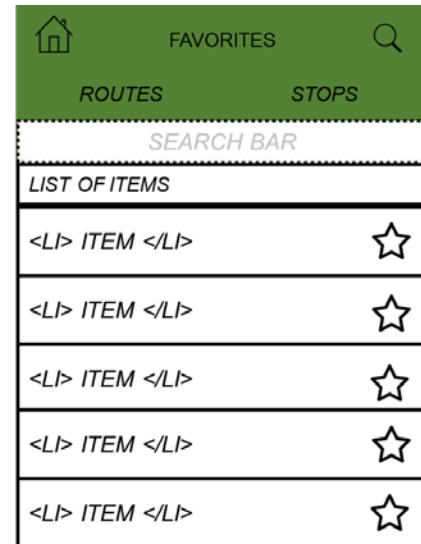 FAVORITES
ROUTES STOPS
SEARCH BAR
LIST OF ITEMS
<LI> ITEM </LI>
<LI> ITEM </LI>
<LI> ITEM </LI>
<LI> ITEM </LI>
<LI> ITEM </LI>